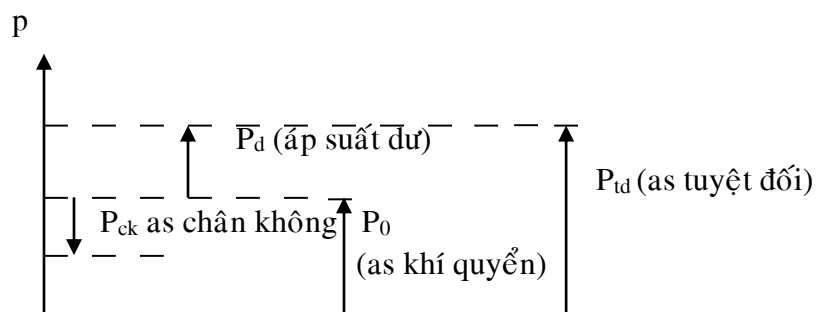 p
P_d (áp suất dư)
P_td (as tuyệt đối)
P_ck as chân không
P_0
(as khí quyển)